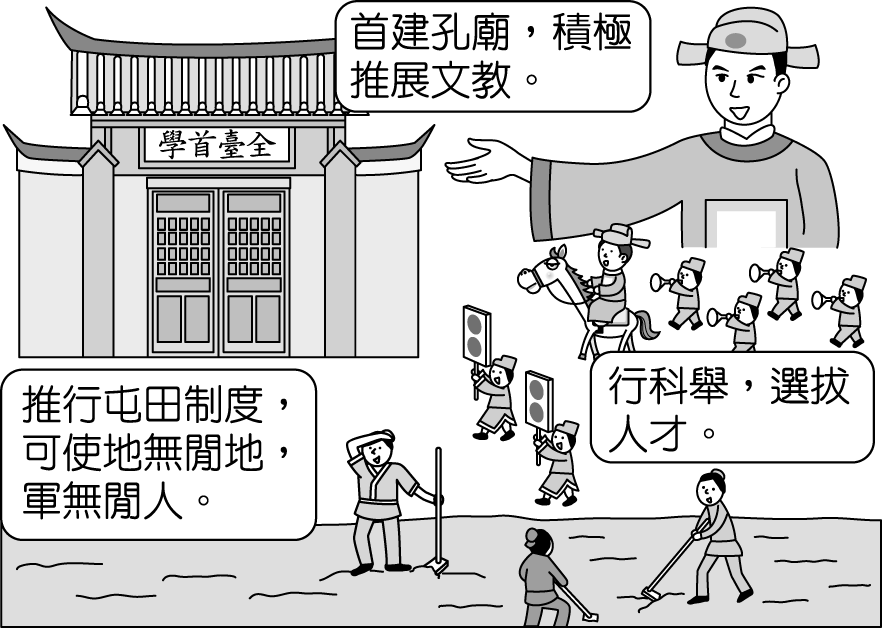 首建孔廟，積極
推展文教。
學首臺全
行科舉，選拔
人才。
推行屯田制度，
可使地無閒地，
軍無閒人。